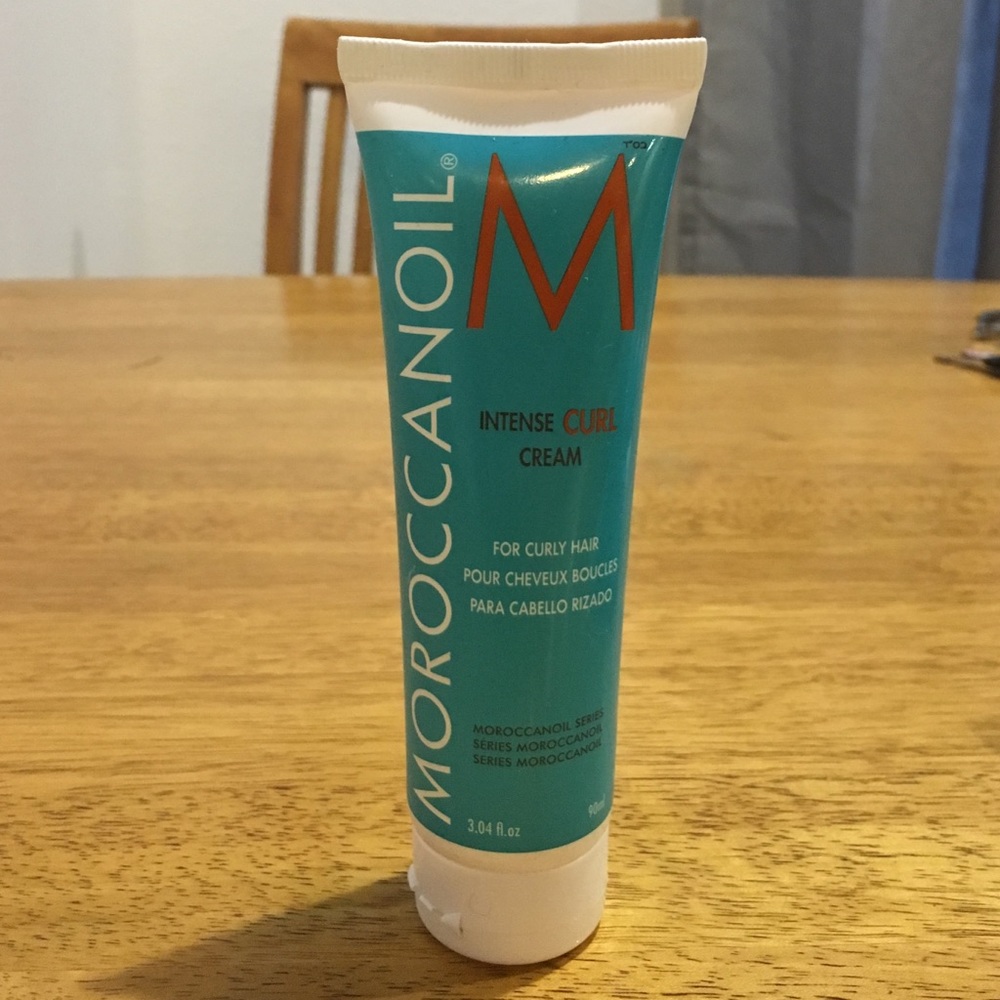 MOROCCANOIL®
M
INTENSE CURL
CREAM
FOR CURLY HAIR
POUR CHEVEUX BOUCLES
PARA CABELLO RIZADO
MOROCCANOIL SERIES
SÉRIES MOROCCANOIL
SERIES MOROCCANOIL
3.04 fl.oz
90ml